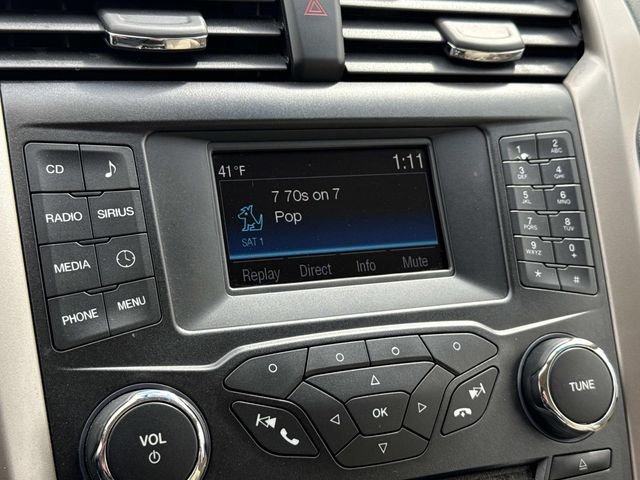 41°F 1:11
7 70s on 7
Pop
SAT 1
Replay Direct Info Mute
CD
RADIO SIRIUS
MEDIA
PHONE MENU
1 2 ABC
3 DEF 4 GHI
5 JKL 6 MNO
7 PQRS 8 TUV
9 WXYZ 0 +
* #
VOL
OK
TUNE